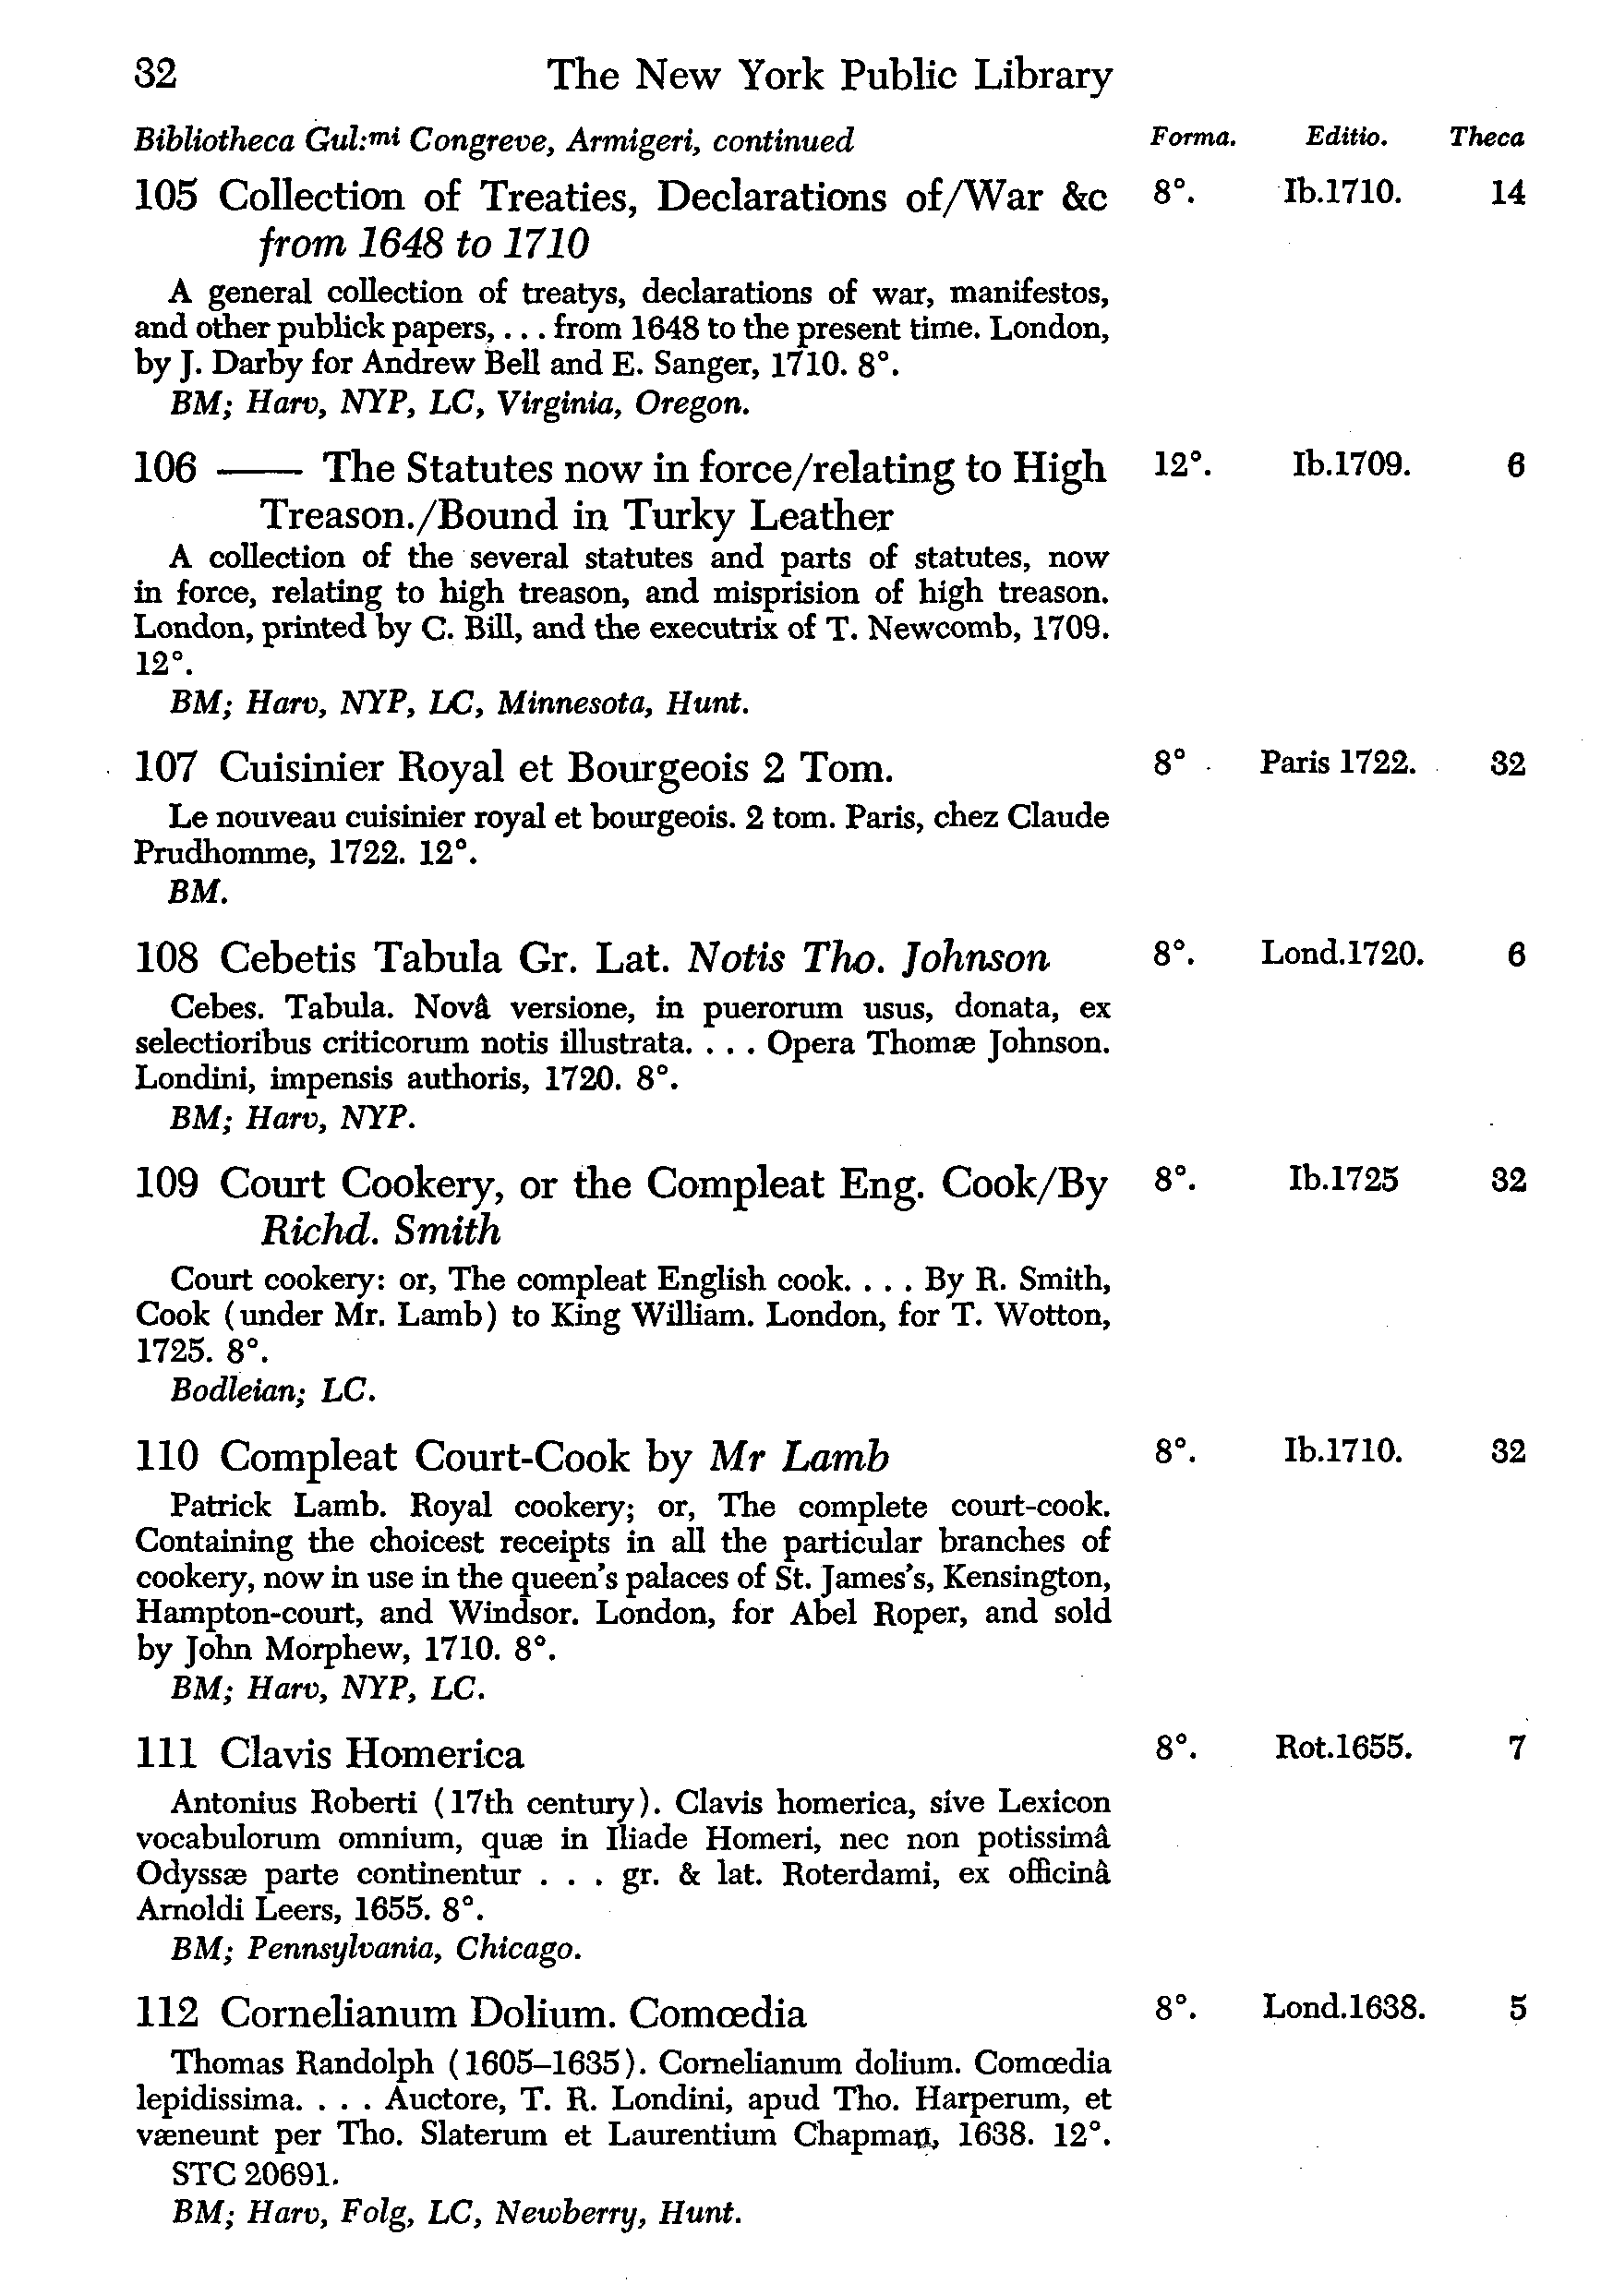 32 The New York Public Library
Bibliotheca Gul:mi Congreve, Armigeri, continued Forma. Editio. Theca
105 Collection of Treaties, Declarations of/War &c 8°. Ib.1710. 14
from 1648 to 1710
A general collection of treatys, declarations of war, manifestos,
and other publick papers, . . . from 1648 to the present time. London,
by J. Darby for Andrew Bell and E. Sanger, 1710. 8°.
BM; Harv, NYP, LC, Virginia, Oregon.
106 —— The Statutes now in force/relating to High 12°. Ib.1709. 6
Treason./Bound in Turky Leather
A collection of the several statutes and parts of statutes, now
in force, relating to high treason, and misprision of high treason.
London, printed by C. Bill, and the executrix of T. Newcomb, 1709.
12°.
BM; Harv, NYP, LC, Minnesota, Hunt.
107 Cuisinier Royal et Bourgeois 2 Tom. 8° Paris 1722. 32
Le nouveau cuisinier royal et bourgeois. 2 tom. Paris, chez Claude
Prudhomme, 1722. 12°.
BM.
108 Cebetis Tabula Gr. Lat. Notis Tho. Johnson 8°. Lond.1720. 6
Cebes. Tabula. Novâ versione, in puerorum usus, donata, ex
selectioribus criticorum notis illustrata. . . . Opera Thomæ Johnson.
Londini, impensis authoris, 1720. 8°.
BM; Harv, NYP.
109 Court Cookery, or the Compleat Eng. Cook/By 8°. Ib.1725 32
Richd. Smith
Court cookery: or, The compleat English cook. . . . By R. Smith,
Cook (under Mr. Lamb) to King William. London, for T. Wotton,
1725. 8°.
Bodleian; LC.
110 Compleat Court-Cook by Mr Lamb 8°. Ib.1710. 32
Patrick Lamb. Royal cookery; or, The complete court-cook.
Containing the choicest receipts in all the particular branches of
cookery, now in use in the queen's palaces of St. James's, Kensington,
Hampton-court, and Windsor. London, for Abel Roper, and sold
by John Morphew, 1710. 8°.
BM; Harv, NYP, LC.
111 Clavis Homerica 8°. Rot.1655. 7
Antonius Roberti (17th century). Clavis homerica, sive Lexicon
vocabulorum omnium, quæ in Iliade Homeri, nec non potissimâ
Odyssæ parte continentur . . . gr. & lat. Roterdami, ex officinâ
Arnoldi Leers, 1655. 8°.
BM; Pennsylvania, Chicago.
112 Cornelianum Dolium. Comœdia 8°. Lond.1638. 5
Thomas Randolph (1605–1635). Cornelianum dolium. Comœdia
lepidissima. . . . Auctore, T. R. Londini, apud Tho. Harperum, et
væneunt per Tho. Slaterum et Laurentium Chapman, 1638. 12°.
STC 20691.
BM; Harv, Folg, LC, Newberry, Hunt.